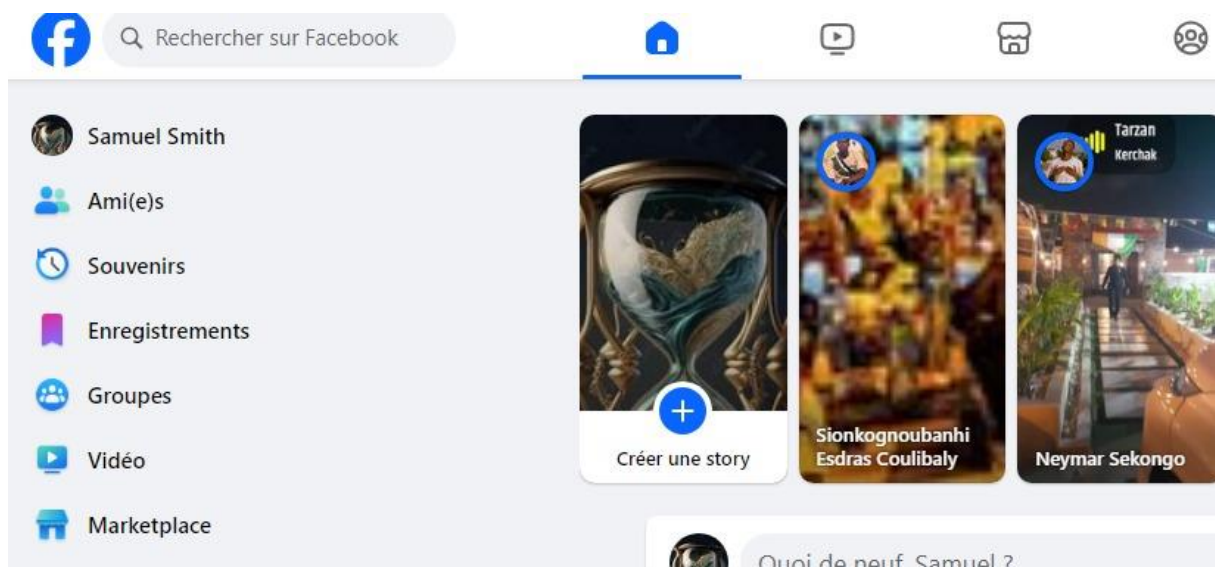 Rechercher sur Facebook
Samuel Smith
Ami(e)s
Souvenirs
Enregistrements
Groupes
Vidéo
Marketplace
Créer une story
Sionkognoubanhi
Esdras Coulibaly
Tarzan
Kerchak
Neymar Sekongo
Quoi de neuf, Samuel ?